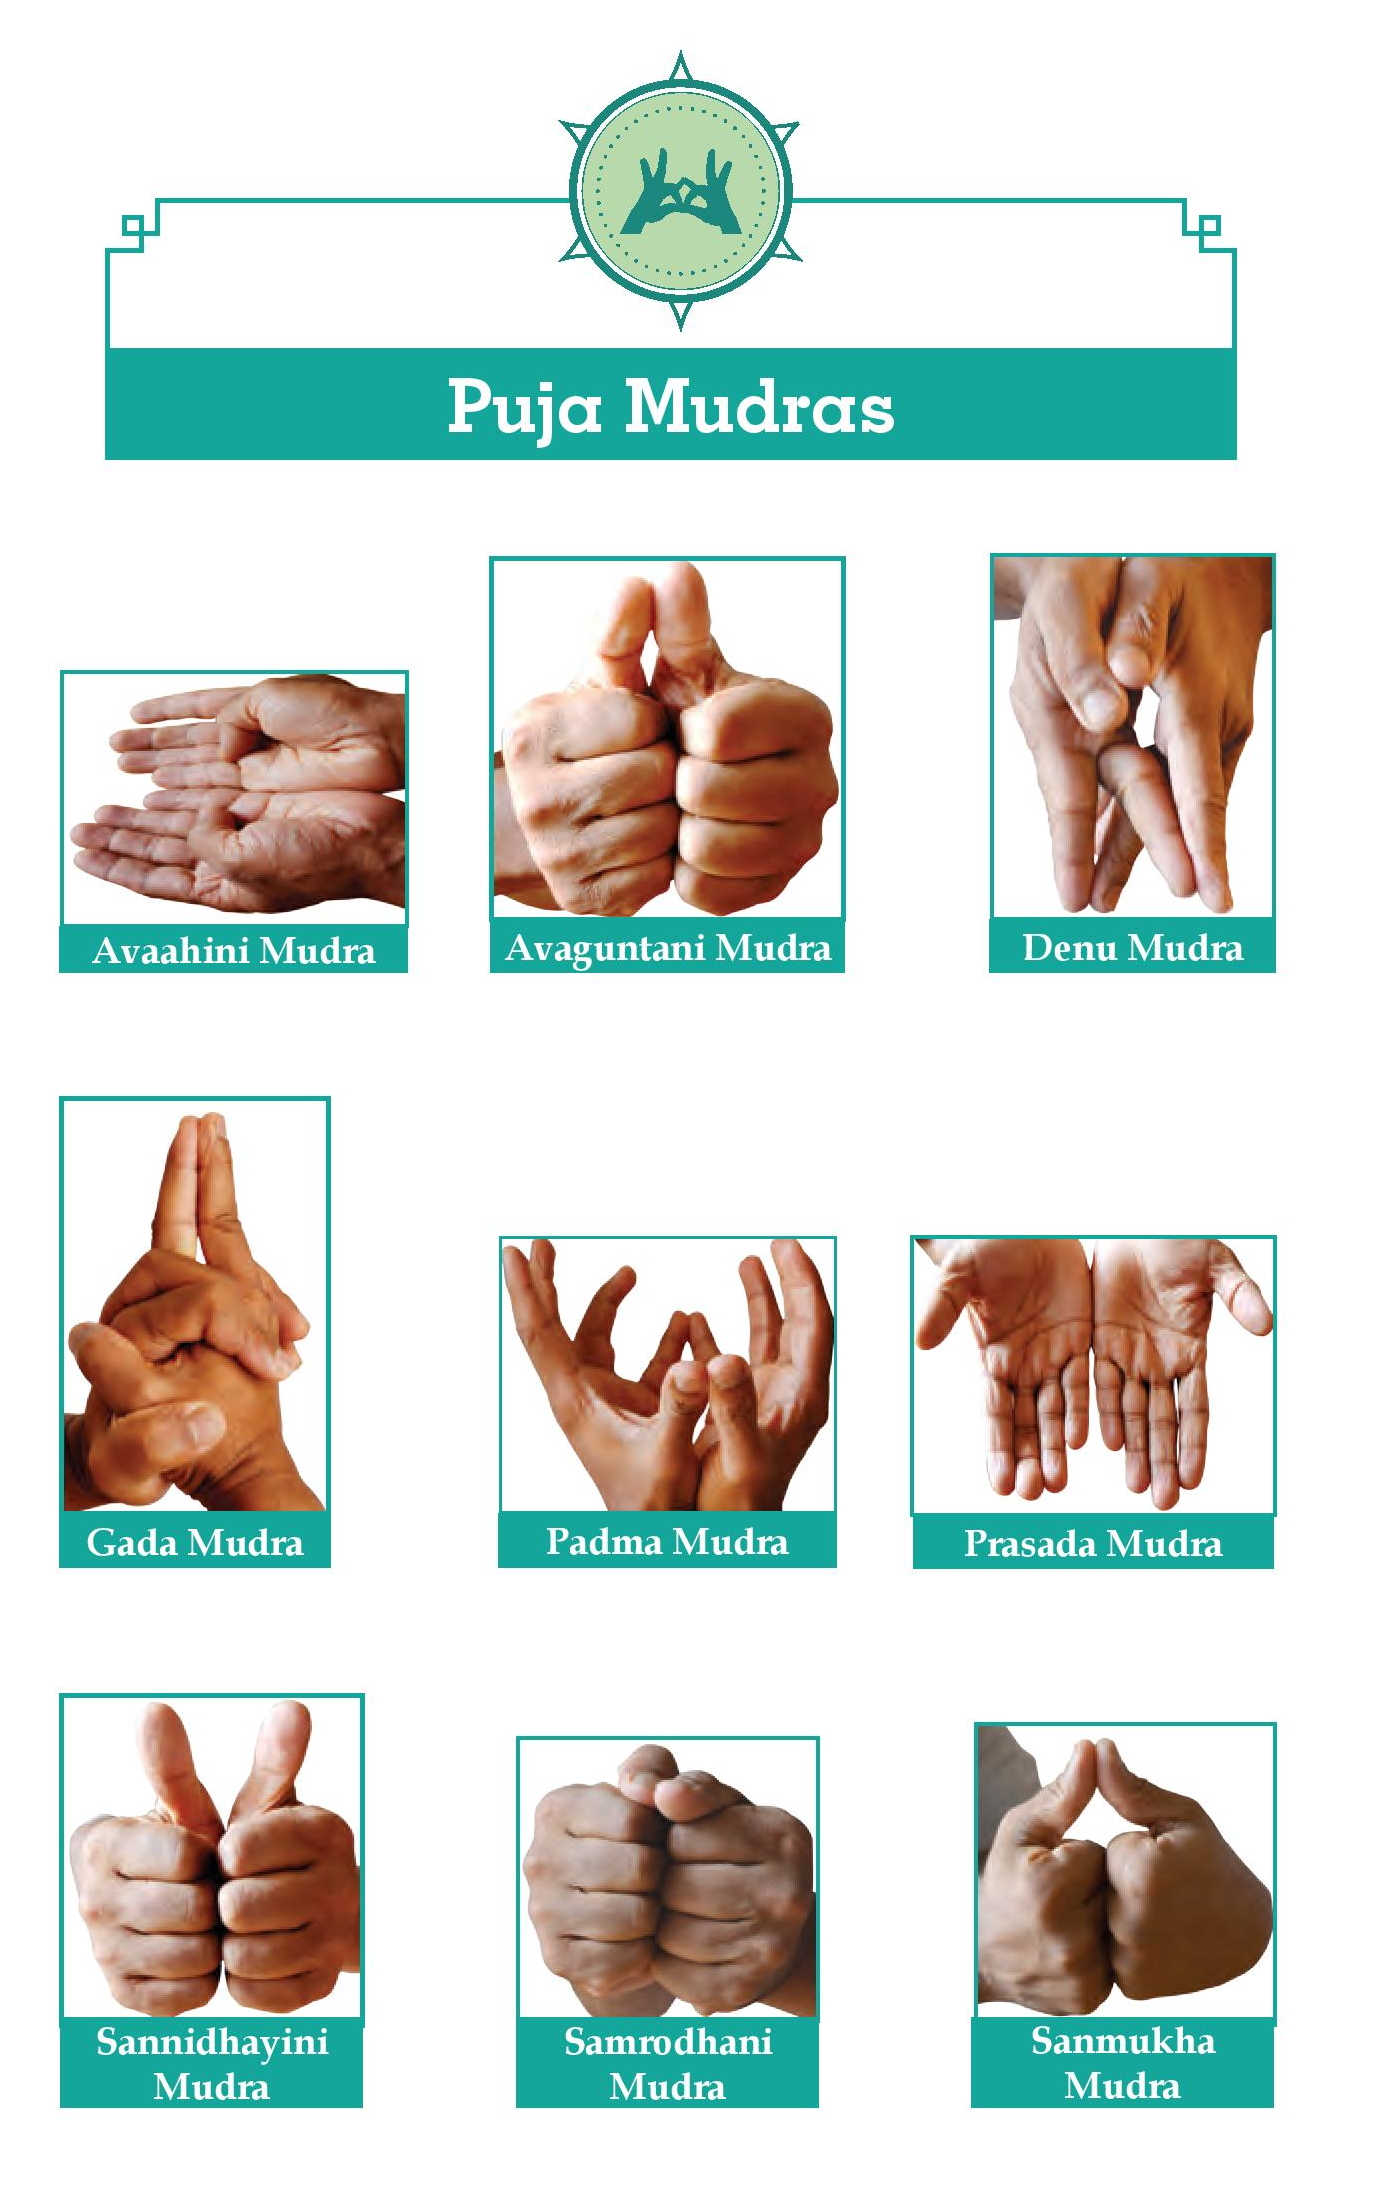 Puja Mudras
Avaahini Mudra
Avaguntani Mudra
Denu Mudra
Gada Mudra
Padma Mudra
Prasada Mudra
Sannidhayini
Mudra
Samrodhani
Mudra
Sanmukha
Mudra